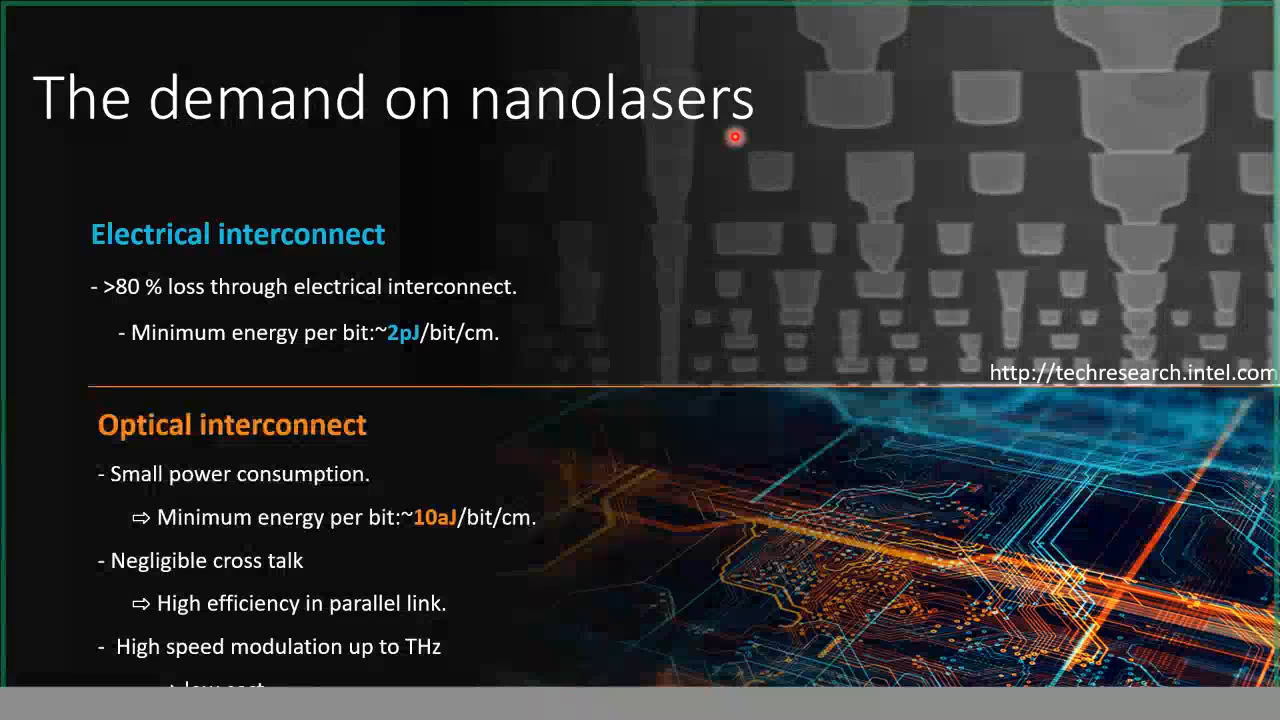 The demand on nanolasers
Electrical interconnect
- >80 % loss through electrical interconnect.
- Minimum energy per bit:~2pJ/bit/cm.
http://techresearch.intel.com
Optical interconnect
- Small power consumption.
⇨ Minimum energy per bit:~10aJ/bit/cm.
- Negligible cross talk
⇨ High efficiency in parallel link.
- High speed modulation up to THz